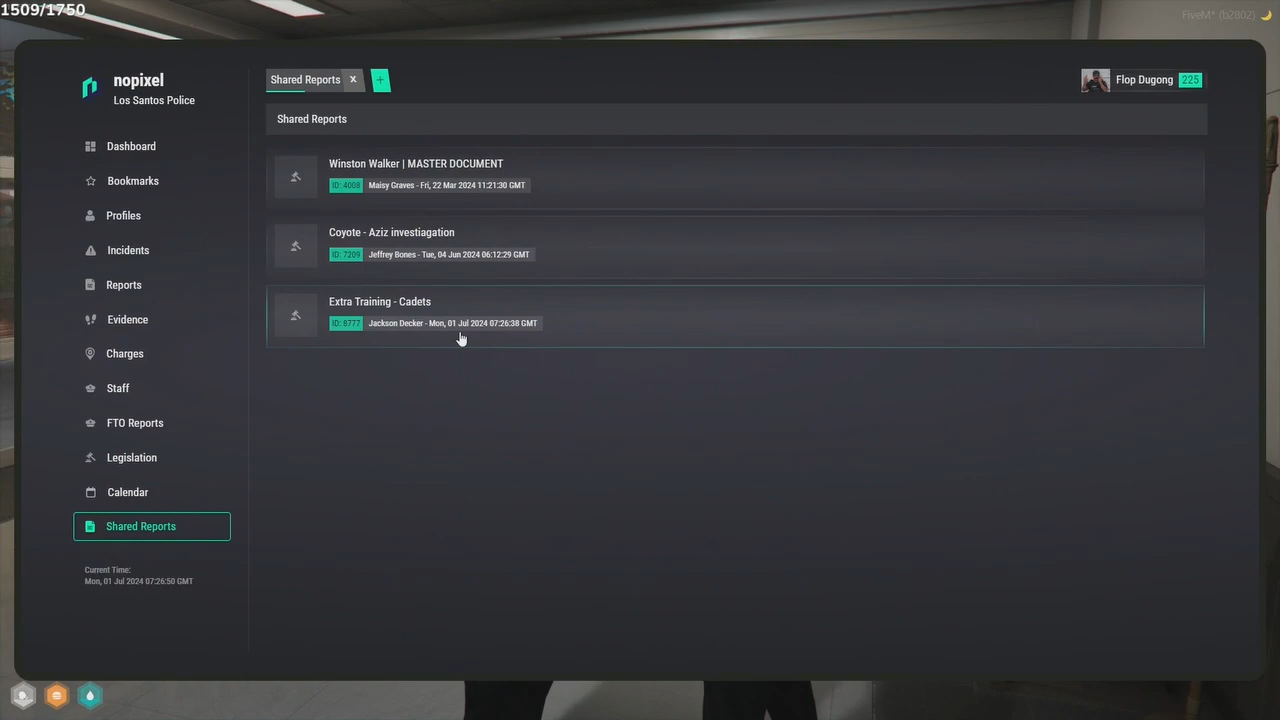 1509/1750
FiveM* (b2802)
nopixel
Los Santos Police
Shared Reports x
+
Flop Dugong 225
Dashboard
Bookmarks
Profiles
Incidents
Reports
Evidence
Charges
Staff
FTO Reports
Legislation
Calendar
Shared Reports
Current Time:
Mon, 01 Jul 2024 07:26:50 GMT
Shared Reports
Winston Walker | MASTER DOCUMENT
ID: 4008 Maisy Graves - Fri, 22 Mar 2024 11:21:30 GMT
Coyote - Aziz investiagation
ID: 7209 Jeffrey Bones - Tue, 04 Jun 2024 06:12:29 GMT
Extra Training - Cadets
ID: 8777 Jackson Decker - Mon, 01 Jul 2024 07:26:38 GMT